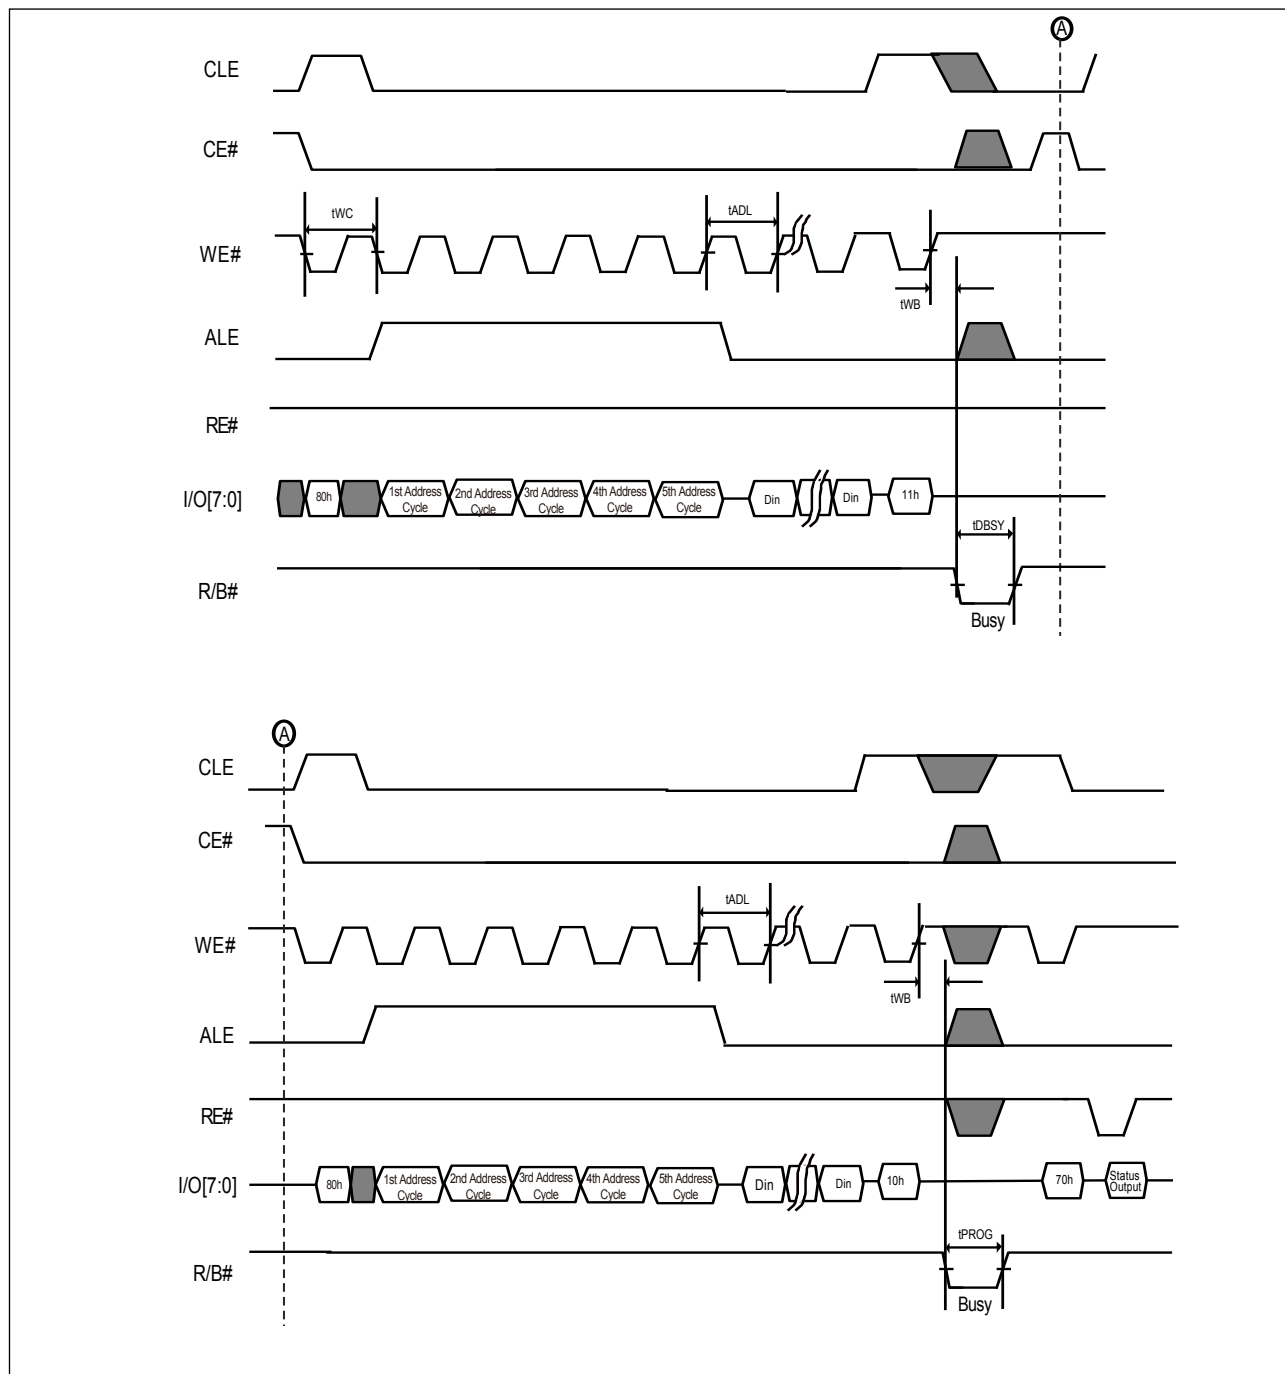 A
CLE
CE#
tWC
tADL
WE#
tWB
ALE
RE#
I/O[7:0]
80h
1st Address
Cycle
2nd Address
Cycle
3rd Address
Cycle
4th Address
Cycle
5th Address
Cycle
Din
Din
11h
tDBSY
R/B#
Busy
A
CLE
CE#
tADL
WE#
tWB
ALE
RE#
I/O[7:0]
80h
1st Address
Cycle
2nd Address
Cycle
3rd Address
Cycle
4th Address
Cycle
5th Address
Cycle
Din
Din
10h
70h
Status
Output
tPROG
R/B#
Busy